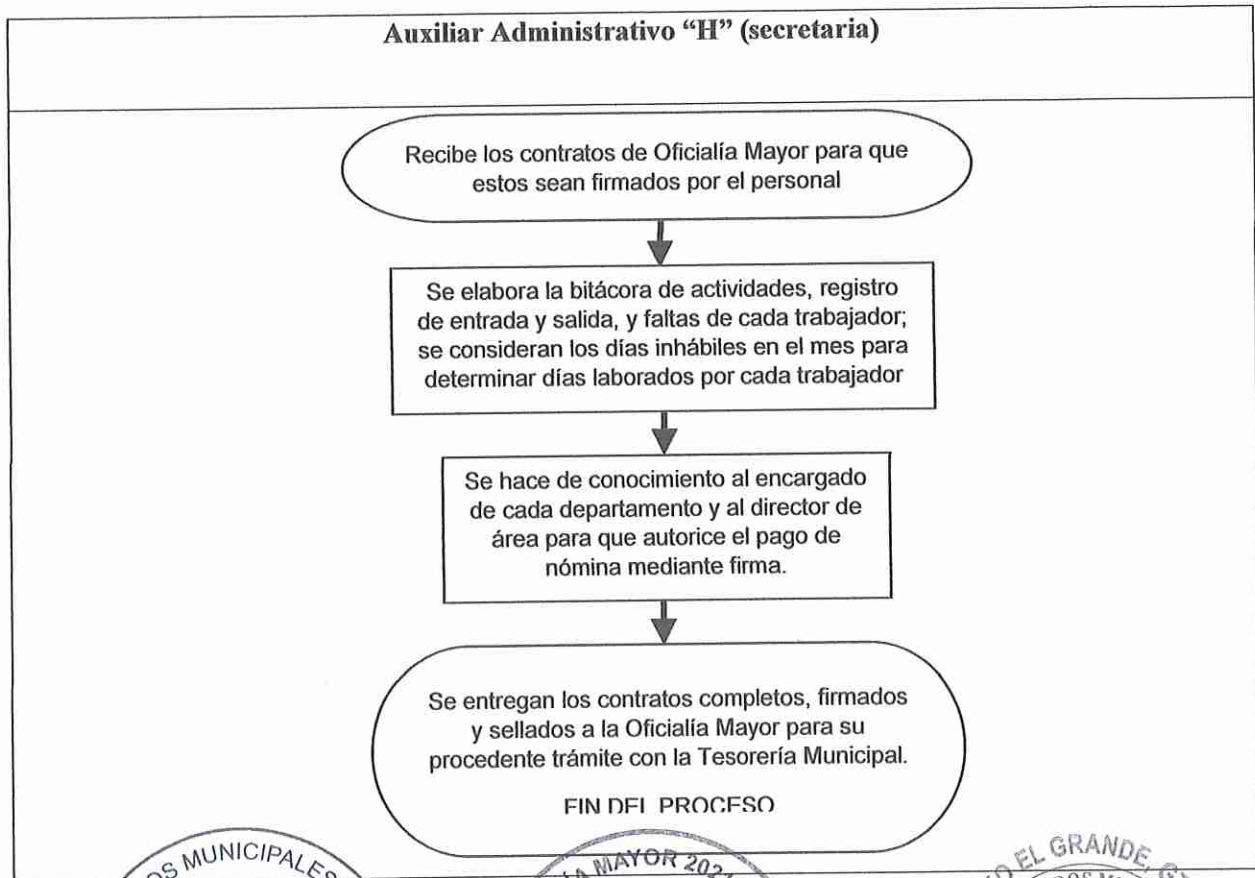 Auxiliar Administrativo “H” (secretaria)
Recibe los contratos de Oficialía Mayor para que
estos sean firmados por el personal
Se elabora la bitácora de actividades, registro
de entrada y salida, y faltas de cada trabajador;
se consideran los días inhábiles en el mes para
determinar días laborados por cada trabajador
Se hace de conocimiento al encargado
de cada departamento y al director de
área para que autorice el pago de
nómina mediante firma.
Se entregan los contratos completos, firmados
y sellados a la Oficialía Mayor para su
procedente trámite con la Tesorería Municipal.
FIN DEL PROCESO
MUNICIPALES
MAYOR
EL GRANDE,